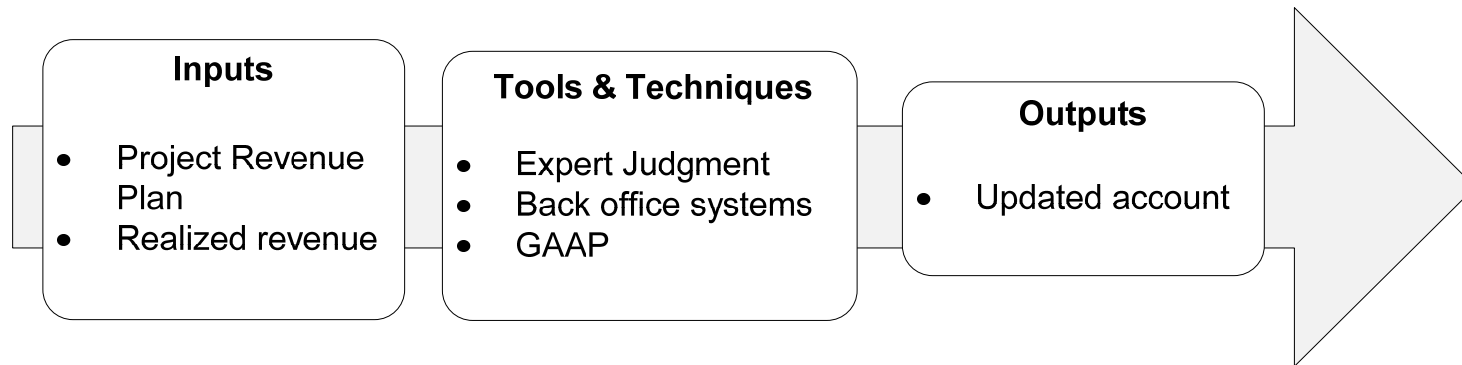 Inputs
• Project Revenue
Plan
• Realized revenue
Tools & Techniques
• Expert Judgment
• Back office systems
• GAAP
Outputs
• Updated account